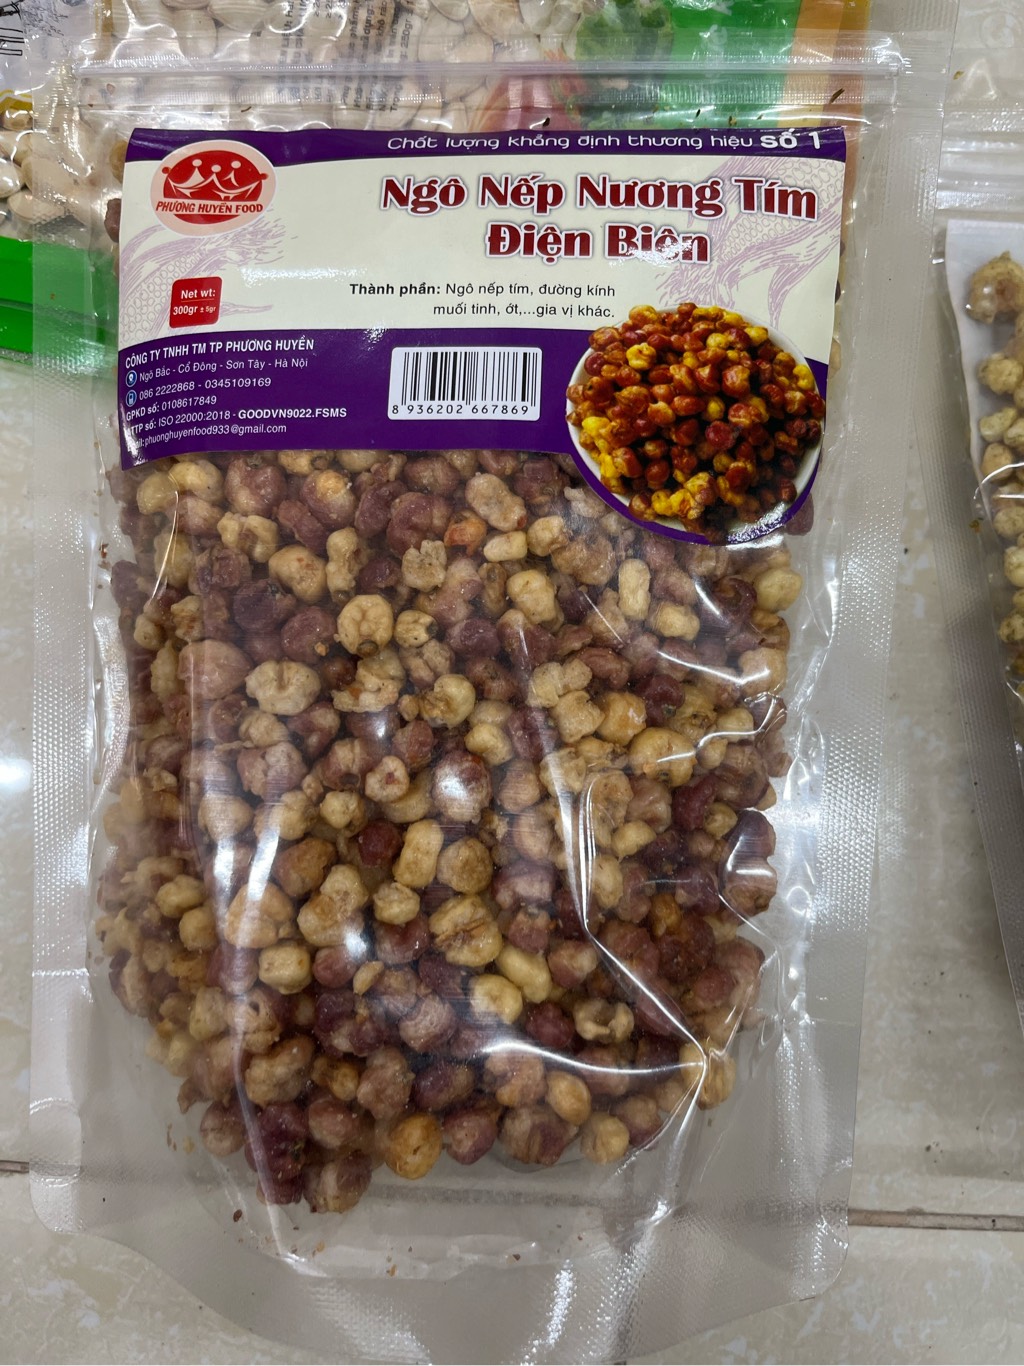 Chất lượng khẳng định thương hiệu số 1
PHƯƠNG HUYỀN FOOD
Ngô Nếp Nương Tím
Điện Biên
Thành phần: Ngô nếp tím, đường kính
muối tinh, ớt,...gia vị khác.
Net wt:
300gr ± 5gr
CÔNG TY TNHH TM TP PHƯƠNG HUYỀN
Ngô Bắc - Cổ Đông - Sơn Tây - Hà Nội
086 2222868 - 0345109169
GPKD số: 0108617849
ATTP số: ISO 22000:2018 - GOODVN9022.FSMS
phuonghuyenfood933@gmail.com
8 936202 667869